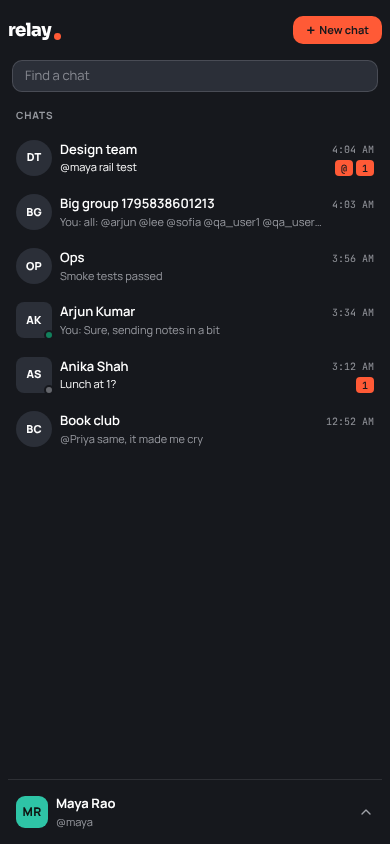 relay.
+ New chat
Find a chat
CHATS
DT
Design team
4:04 AM
@maya rail test
@ 1
BG
Big group 1795838601213
4:03 AM
You: all: @arjun @lee @sofia @qa_user1 @qa_user…
OP
Ops
3:56 AM
Smoke tests passed
AK
Arjun Kumar
3:34 AM
You: Sure, sending notes in a bit
AS
Anika Shah
3:12 AM
Lunch at 1?
1
BC
Book club
12:52 AM
@Priya same, it made me cry
MR
Maya Rao
@maya